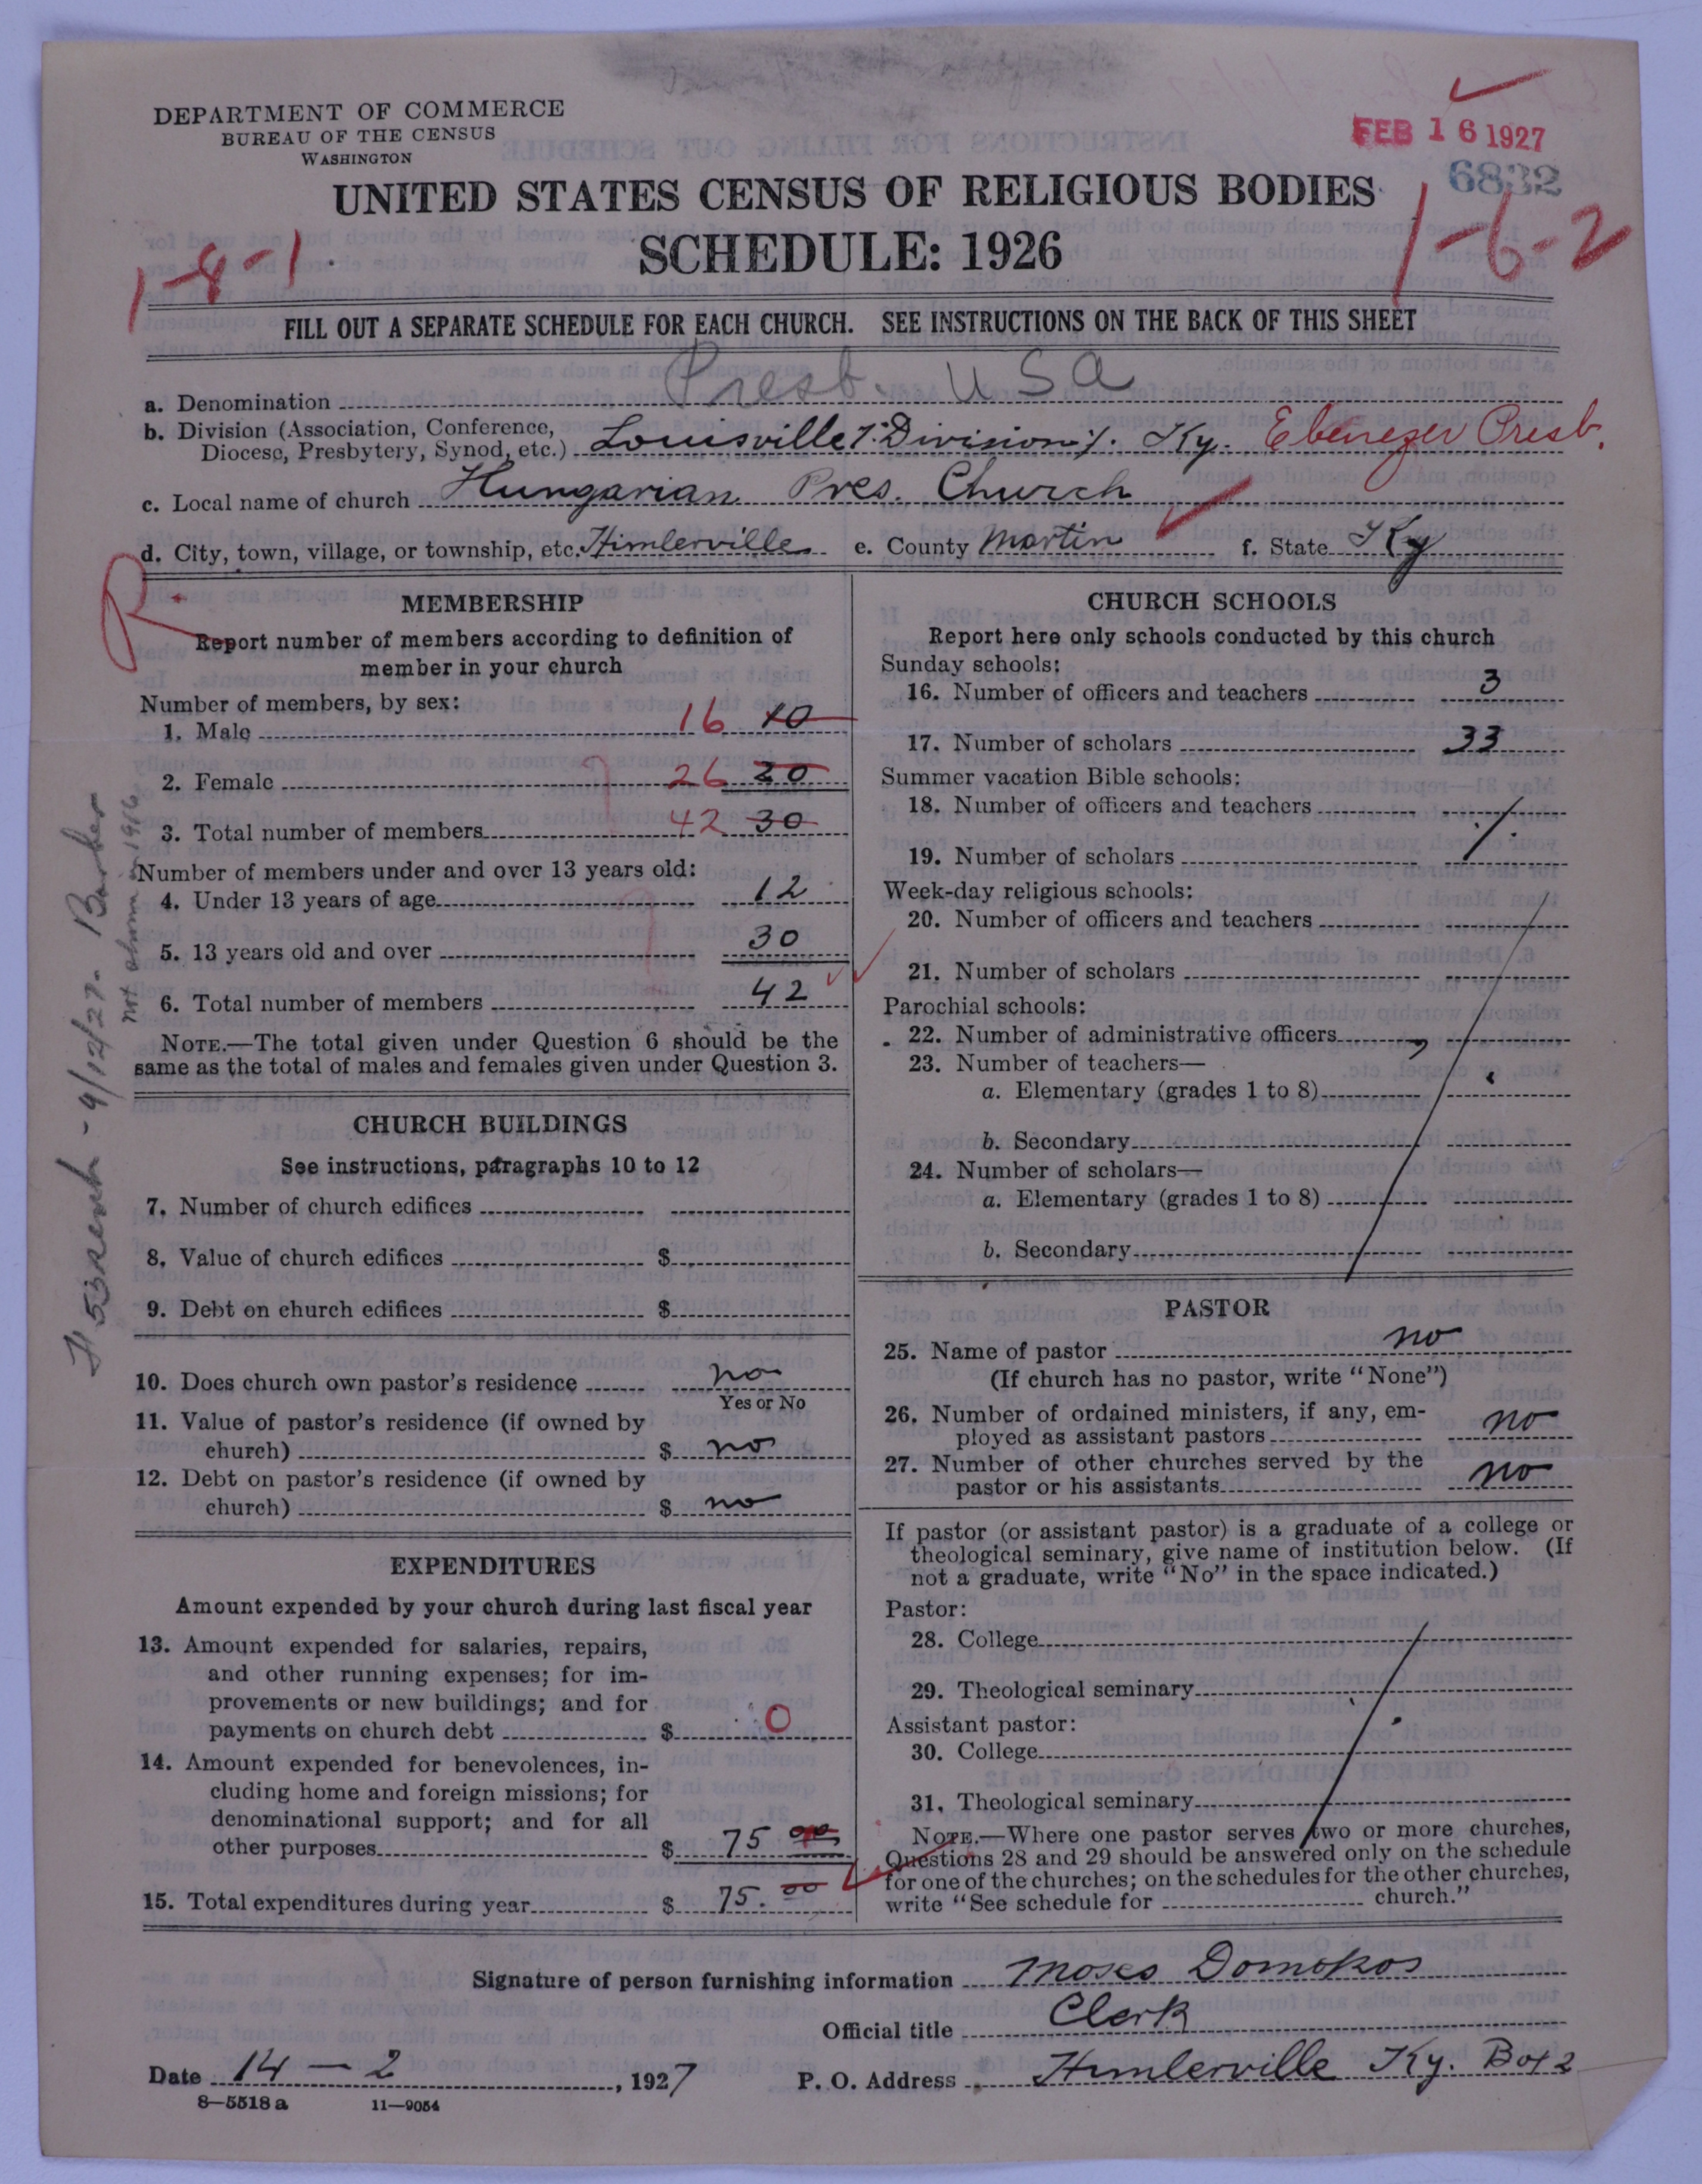 DEPARTMENT OF COMMERCE
BUREAU OF THE CENSUS
WASHINGTON
FEB 16 1927
6832
UNITED STATES CENSUS OF RELIGIOUS BODIES
SCHEDULE: 1926
1-8-1.
1-6-2
FILL OUT A SEPARATE SCHEDULE FOR EACH CHURCH. SEE INSTRUCTIONS ON THE BACK OF THIS SHEET
a. Denomination Presb. USA
b. Division (Association, Conference, Diocese, Presbytery, Synod, etc.) Louisville /.Division/. Ky. Ebenezer Presb.
c. Local name of church Hungarian Pres. Church
d. City, town, village, or township, etc. Himlerville e. County Martin f. State Ky
R.
MEMBERSHIP
Report number of members according to definition of
member in your church
Number of members, by sex:
1. Male 16 10
2. Female 26 20
3. Total number of members 42 30
Number of members under and over 13 years old:
4. Under 13 years of age 12
5. 13 years old and over 30
6. Total number of members 42
NOTE.—The total given under Question 6 should be the
same as the total of males and females given under Question 3.
CHURCH BUILDINGS
See instructions, paragraphs 10 to 12
7. Number of church edifices
8. Value of church edifices $
9. Debt on church edifices $
10. Does church own pastor's residence no
Yes or No
11. Value of pastor's residence (if owned by
church) $ no
12. Debt on pastor's residence (if owned by
church) $ no
EXPENDITURES
Amount expended by your church during last fiscal year
13. Amount expended for salaries, repairs,
and other running expenses; for im-
provements or new buildings; and for
payments on church debt $ 0
14. Amount expended for benevolences, in-
cluding home and foreign missions; for
denominational support; and for all
other purposes $ 75 00
15. Total expenditures during year $ 75.00
CHURCH SCHOOLS
Report here only schools conducted by this church
Sunday schools:
16. Number of officers and teachers 3
17. Number of scholars 33
Summer vacation Bible schools:
18. Number of officers and teachers
19. Number of scholars
Week-day religious schools:
20. Number of officers and teachers
21. Number of scholars
Parochial schools:
22. Number of administrative officers
23. Number of teachers—
a. Elementary (grades 1 to 8)
b. Secondary
24. Number of scholars—
a. Elementary (grades 1 to 8)
b. Secondary
PASTOR
25. Name of pastor no
(If church has no pastor, write "None")
26. Number of ordained ministers, if any, em-
ployed as assistant pastors no
27. Number of other churches served by the
pastor or his assistants no
If pastor (or assistant pastor) is a graduate of a college or
theological seminary, give name of institution below. (If
not a graduate, write "No" in the space indicated.)
Pastor:
28. College
29. Theological seminary
Assistant pastor:
30. College
31. Theological seminary
NOTE.—Where one pastor serves two or more churches,
Questions 28 and 29 should be answered only on the schedule
for one of the churches; on the schedules for the other churches,
write "See schedule for church."
Signature of person furnishing information Moses Domokos
Official title Clerk
Date 14 - 2, 1927 P. O. Address Himlerville Ky. Box 2
8-5518 a 11-9054
9/12/27 - Barber
not shown in 1916